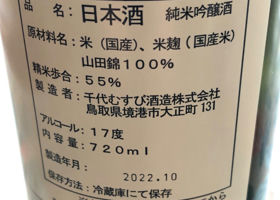 品名：日本酒 純米吟醸酒
原材料名：米（国産）、米麹（国産米）
山田錦１００％
精米歩合：５５％
製造者：千代むすび酒造株式会社
鳥取県境港市大正町 131
アルコール：１７度
内容量：７２０ml
製造年月：
2022.10
保存方法：冷蔵庫にて保存
から